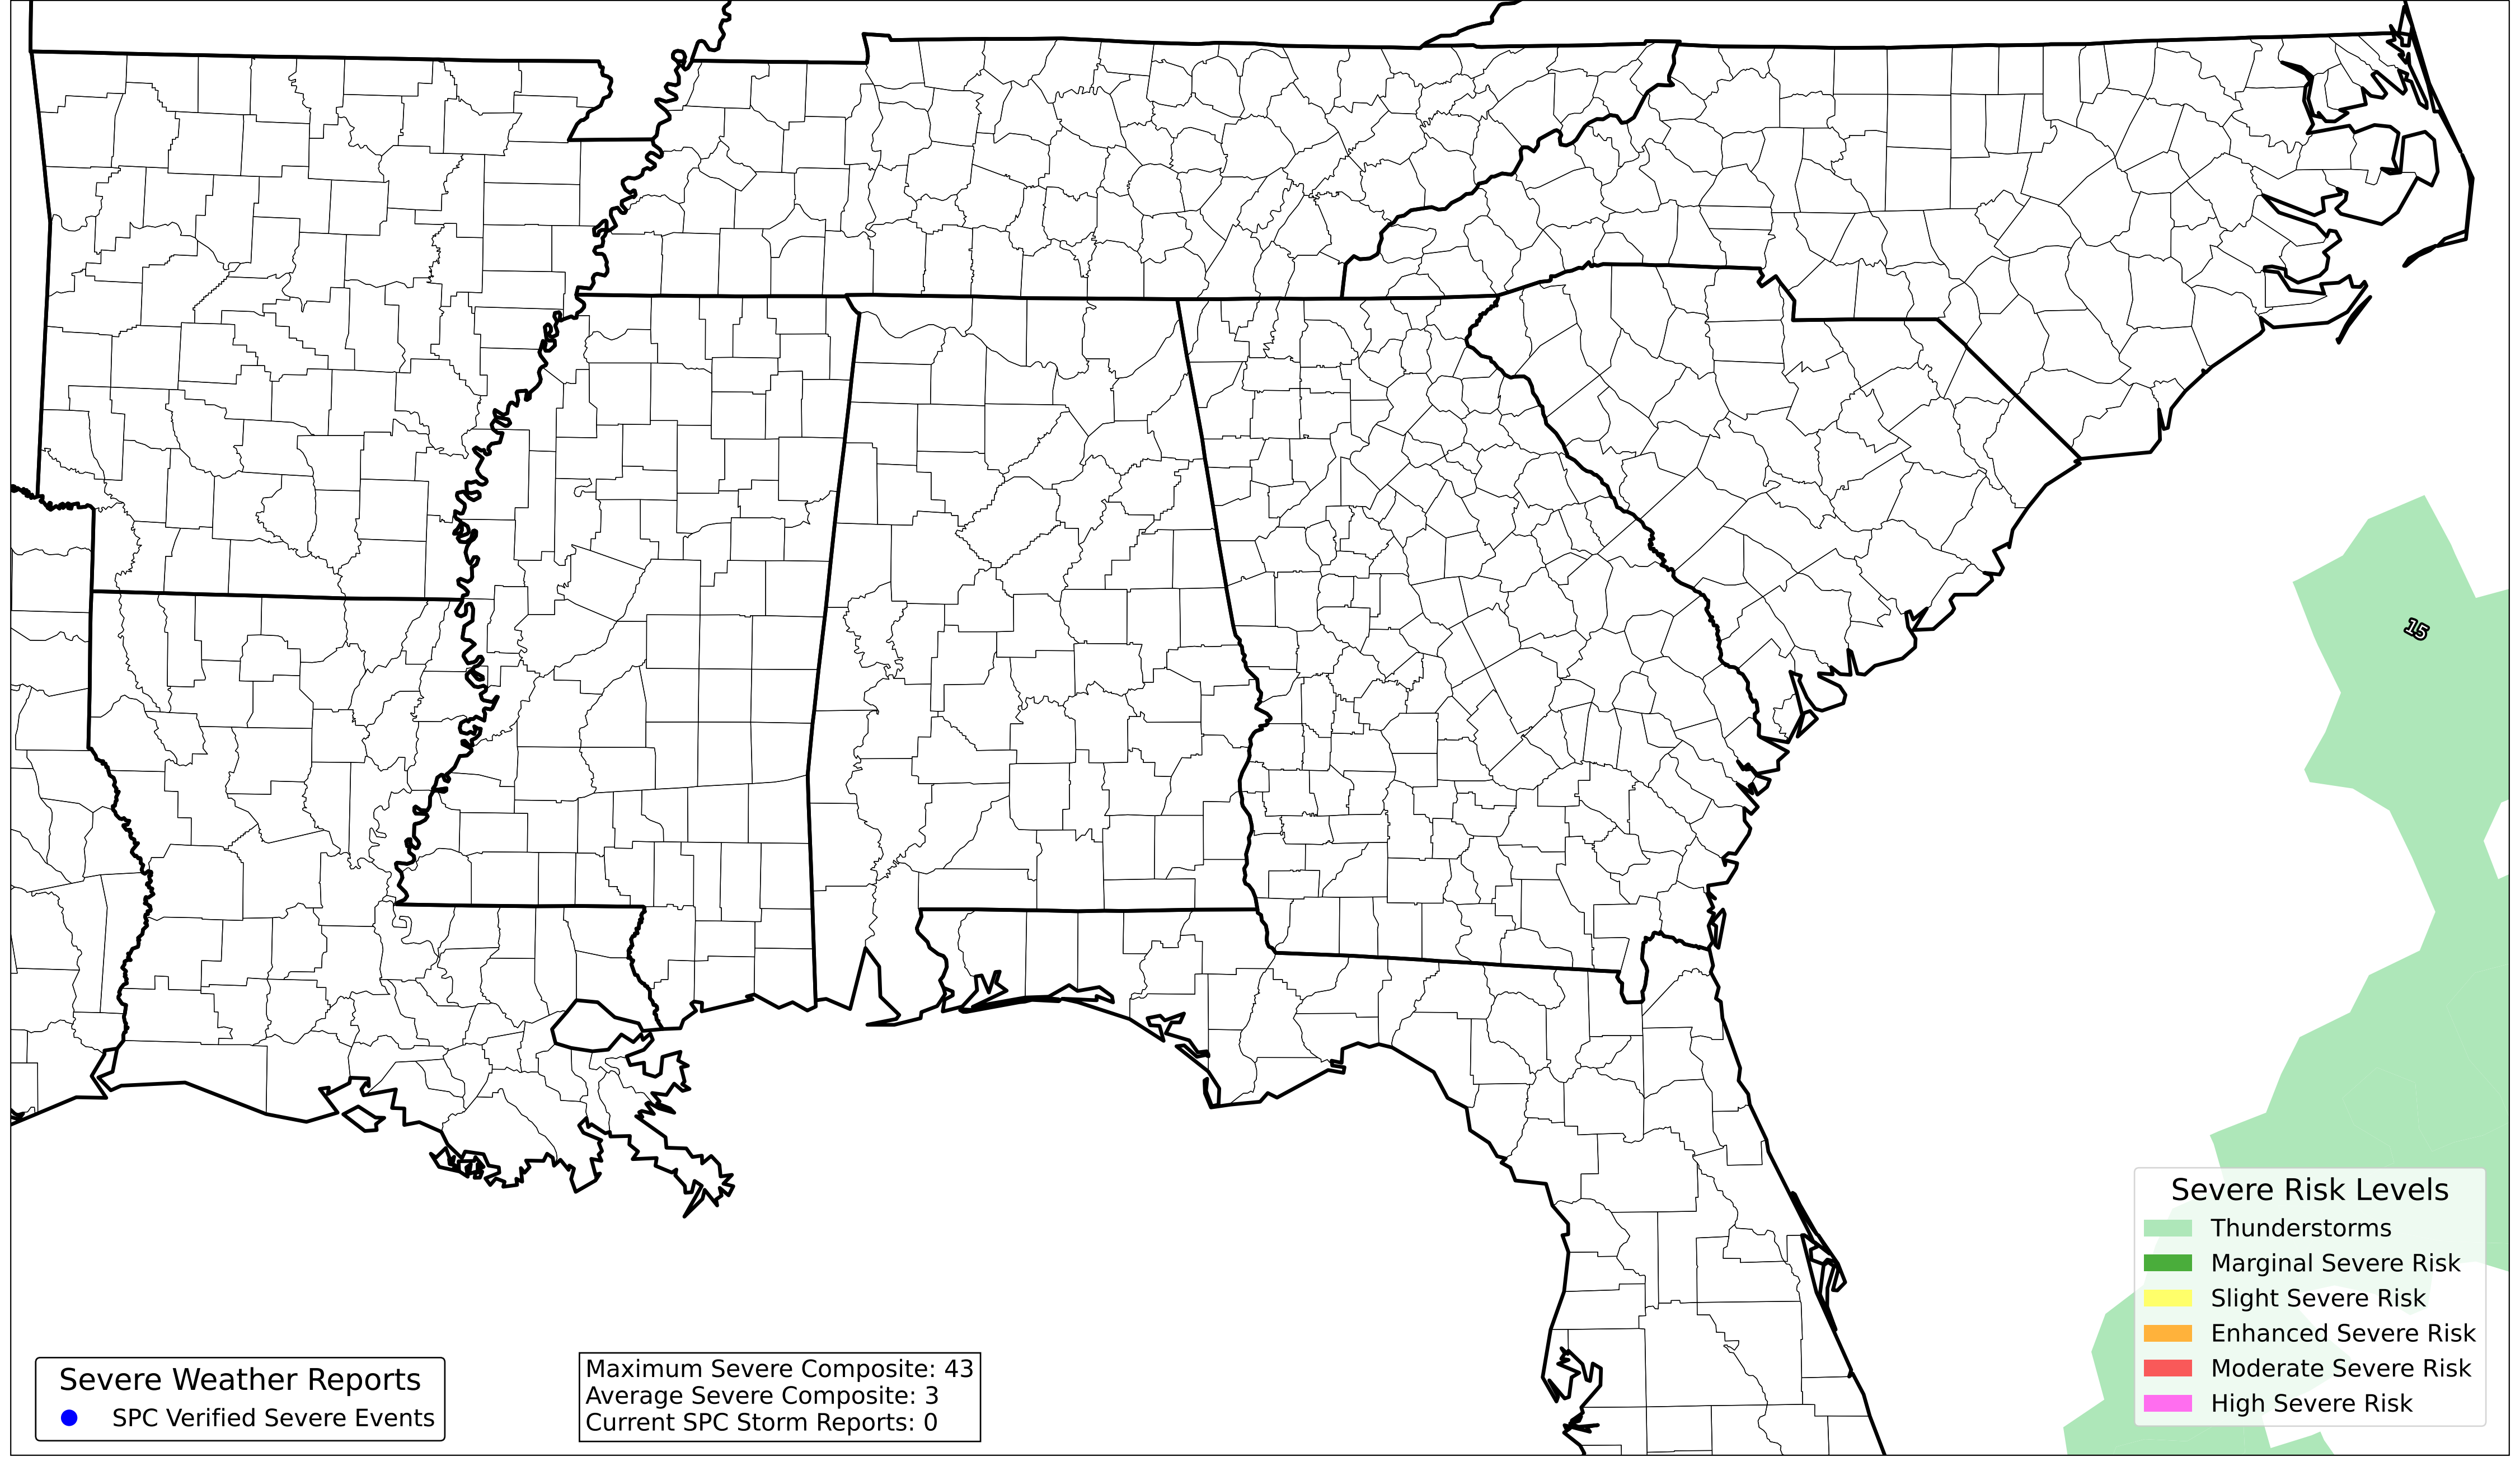 15
Severe Risk Levels
Thunderstorms
Marginal Severe Risk
Slight Severe Risk
Enhanced Severe Risk
Moderate Severe Risk
High Severe Risk
Severe Weather Reports
SPC Verified Severe Events
Maximum Severe Composite: 43
Average Severe Composite: 3
Current SPC Storm Reports: 0